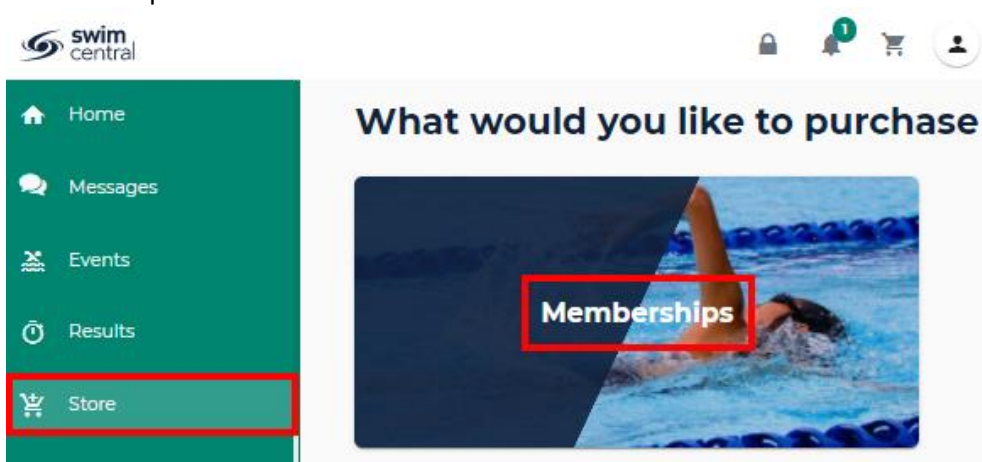 swim
central
1
Home
What would you like to purchase
Messages
Events
Memberships
Results
Store